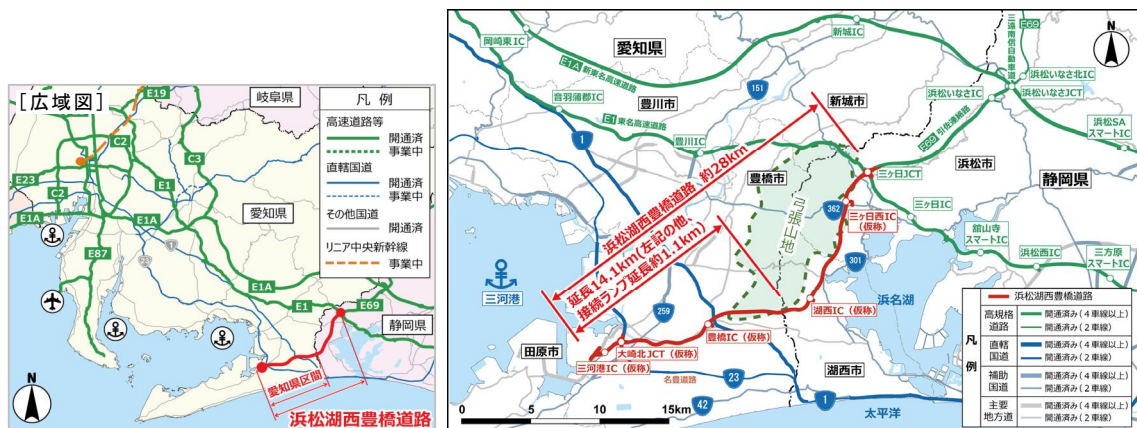 [広域図]
E19
岐阜県
C2
C3
E23
C2
E1
E1A
E1A
愛知県
E87
1
23
E1A
E1
E69
静岡県
愛知県区間
浜松湖西豊橋道路
N
凡 例
高速道路等
開通済
事業中
直轄国道
開通済
事業中
その他国道
開通済
リニア中央新幹線
事業中
岡崎東IC
愛知県
新城IC
三遠南信自動車道
E69
N
E1A 新東名高速道路
浜松いなさ北IC
音羽蒲郡IC
豊川市
151
新城市
浜松いなさIC
浜松いなさJCT
E1 東名高速道路
1
E69 引佐連絡路
浜松SA
スマートIC
豊川IC
浜松市
静岡県
豊橋市
三ヶ日JCT
浜松湖西豊橋道路 約28km
弓張山地
362
三ヶ日西IC
(仮称)
三ヶ日IC
舘山寺
スマートIC
浜松西IC
三方原
スマートIC
延長14.1km(左記の他、
接続ランプ延長約1.1km)
301
三河港
浜名湖
259
湖西IC(仮称)
豊橋IC(仮称)
田原市
大崎北JCT(仮称)
三河港IC(仮称)
23
名豊道路
湖西市
42
1
太平洋
0
5
10
15km
凡例
浜松湖西豊橋道路
高規格
道路
開通済み(4車線以上)
開通済み(2車線)
直轄
国道
開通済み(4車線以上)
開通済み(2車線)
補助
国道
開通済み(4車線以上)
開通済み(2車線)
主要
地方道
開通済み(4車線以上)
開通済み(2車線)